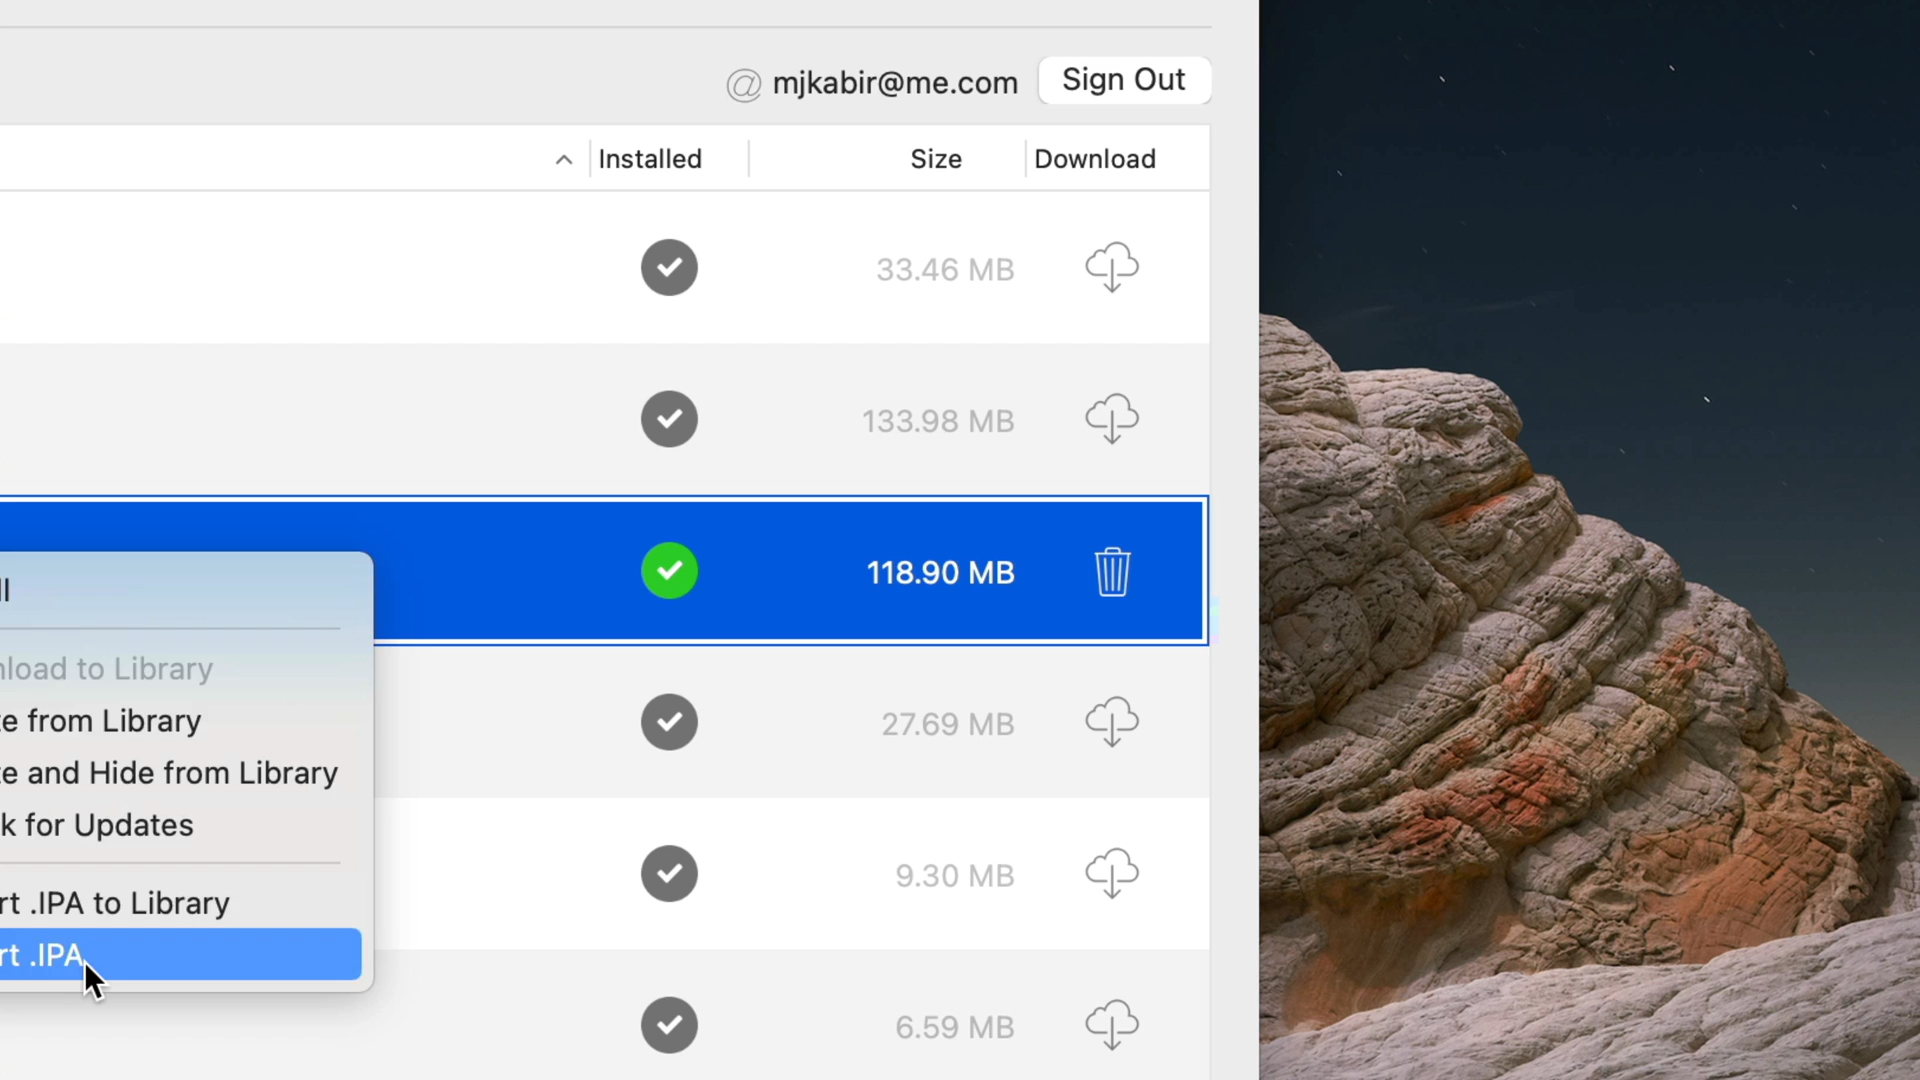 @ mjkabir@me.com Sign Out
Installed Size Download
33.46 MB
133.98 MB
118.90 MB
ll
nload to Library
te from Library
27.69 MB
te and Hide from Library
k for Updates
9.30 MB
rt .IPA to Library
rt .IPA
6.59 MB